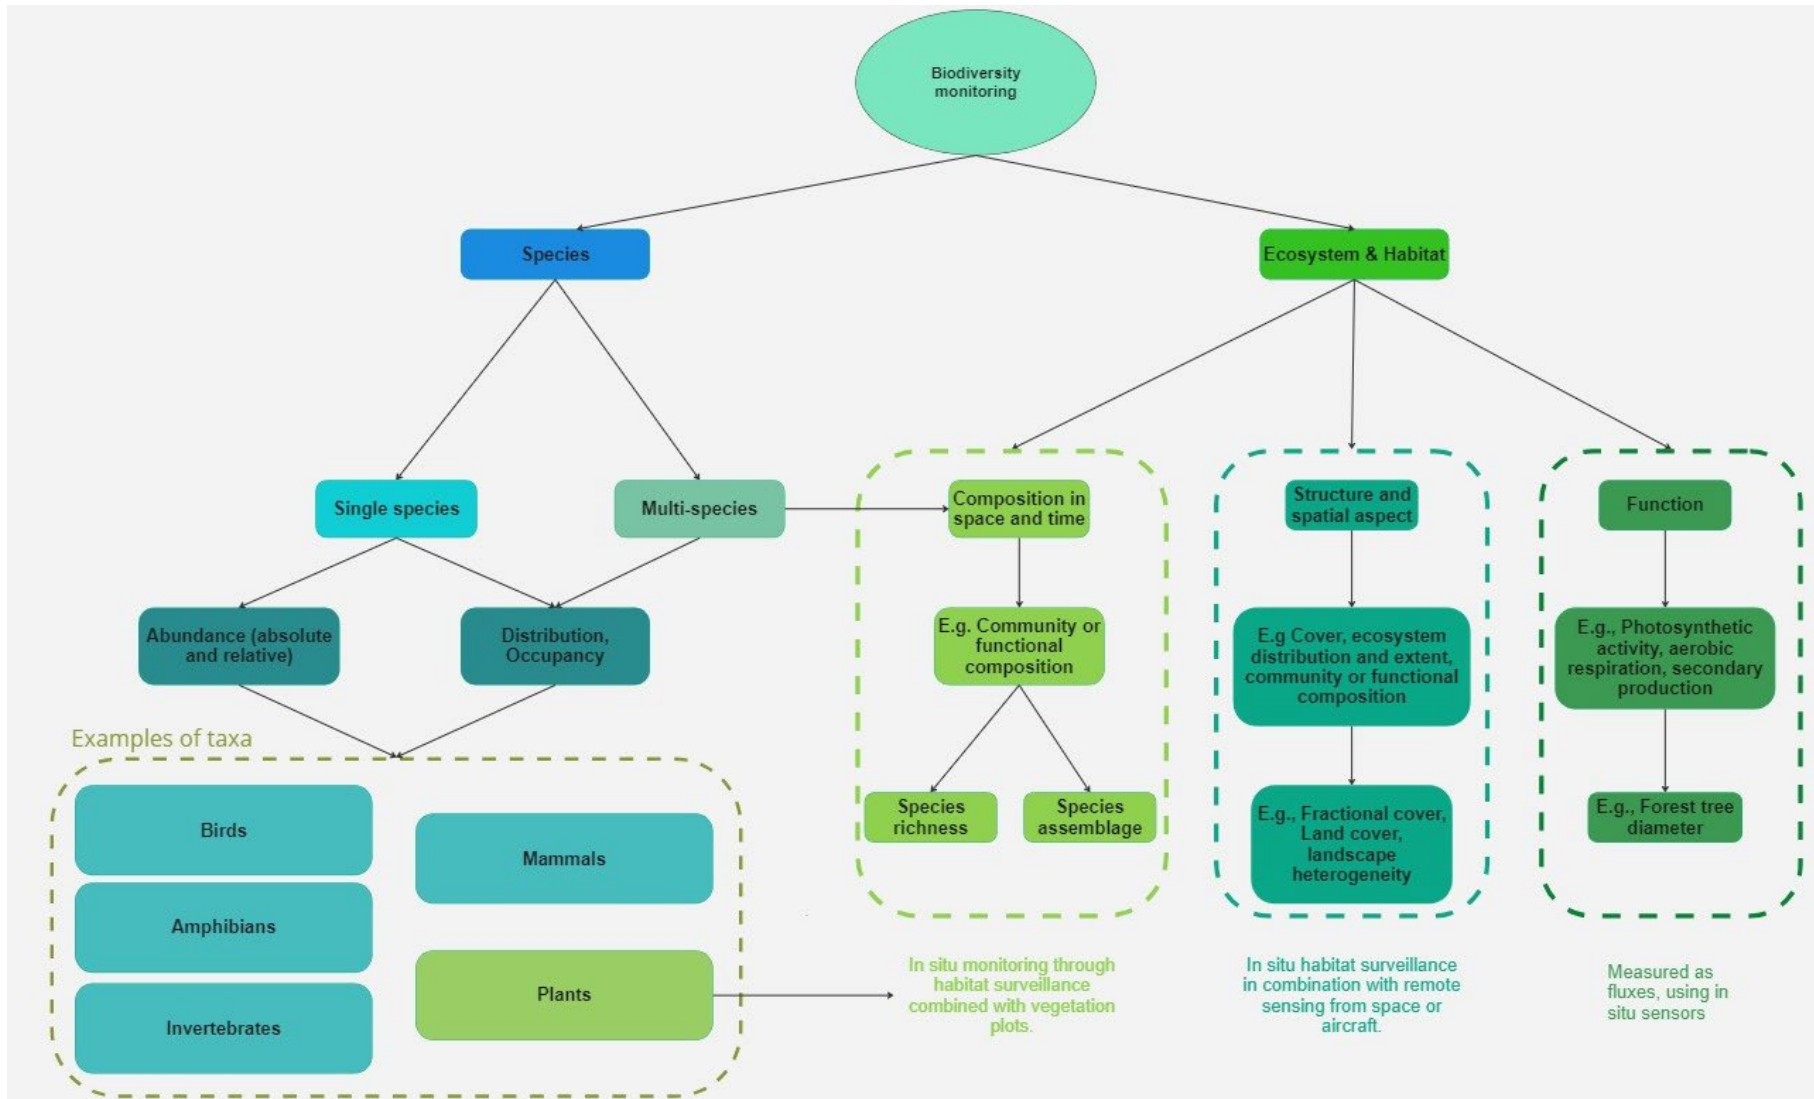 Biodiversity
monitoring
Species
Ecosystem & Habitat
Single species
Multi-species
Composition in
space and time
Structure and
spatial aspect
Function
Abundance (absolute
and relative)
Distribution,
Occupancy
E.g. Community or
functional
composition
E.g Cover, ecosystem
distribution and extent,
community or functional
composition
E.g., Photosynthetic
activity, aerobic
respiration, secondary
production
Examples of taxa
Birds
Mammals
Amphibians
Plants
Invertebrates
Species
richness
Species
assemblage
E.g., Fractional cover,
Land cover,
landscape
heterogeneity
E.g., Forest tree
diameter
In situ monitoring through
habitat surveillance
combined with vegetation
plots.
In situ habitat surveillance
in combination with remote
sensing from space or
aircraft.
Measured as
fluxes, using in
situ sensors